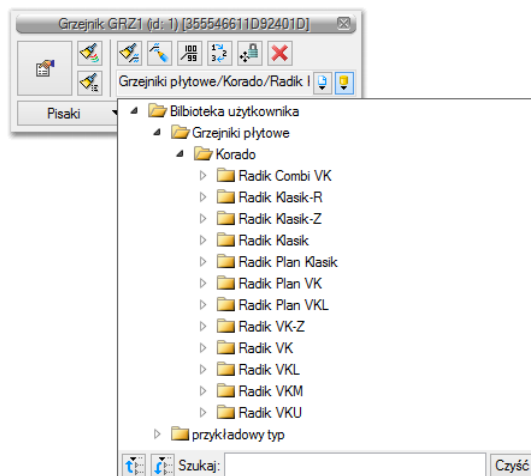 Grzejnik GRZ1 (id: 1) [355546611D92401D]
Grzejniki płytowe/Korado/Radik I
Pisaki
Bilbioteka użytkownika
Grzejniki płytowe
Korado
Radik Combi VK
Radik Klasik-R
Radik Klasik-Z
Radik Klasik
Radik Plan Klasik
Radik Plan VK
Radik Plan VKL
Radik VK-Z
Radik VK
Radik VKL
Radik VKM
Radik VKU
przykładowy typ
Szukaj: Czyść